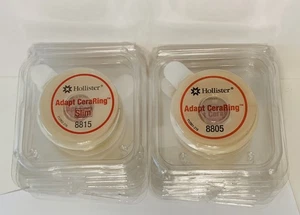 Hollister
Adapt CeraRing™
Slim
8815
Hollister
Adapt CeraRing™
8805